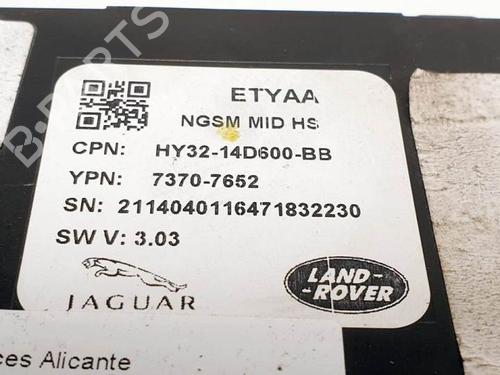 ETYAA
NGSM MID HS
CPN: HY32-14D600-BB
YPN: 7370-7652
SN: 2114040116471832230
SW V: 3.03
JAGUAR
LAND-
-ROVER
ces Alicante
B-PARTS